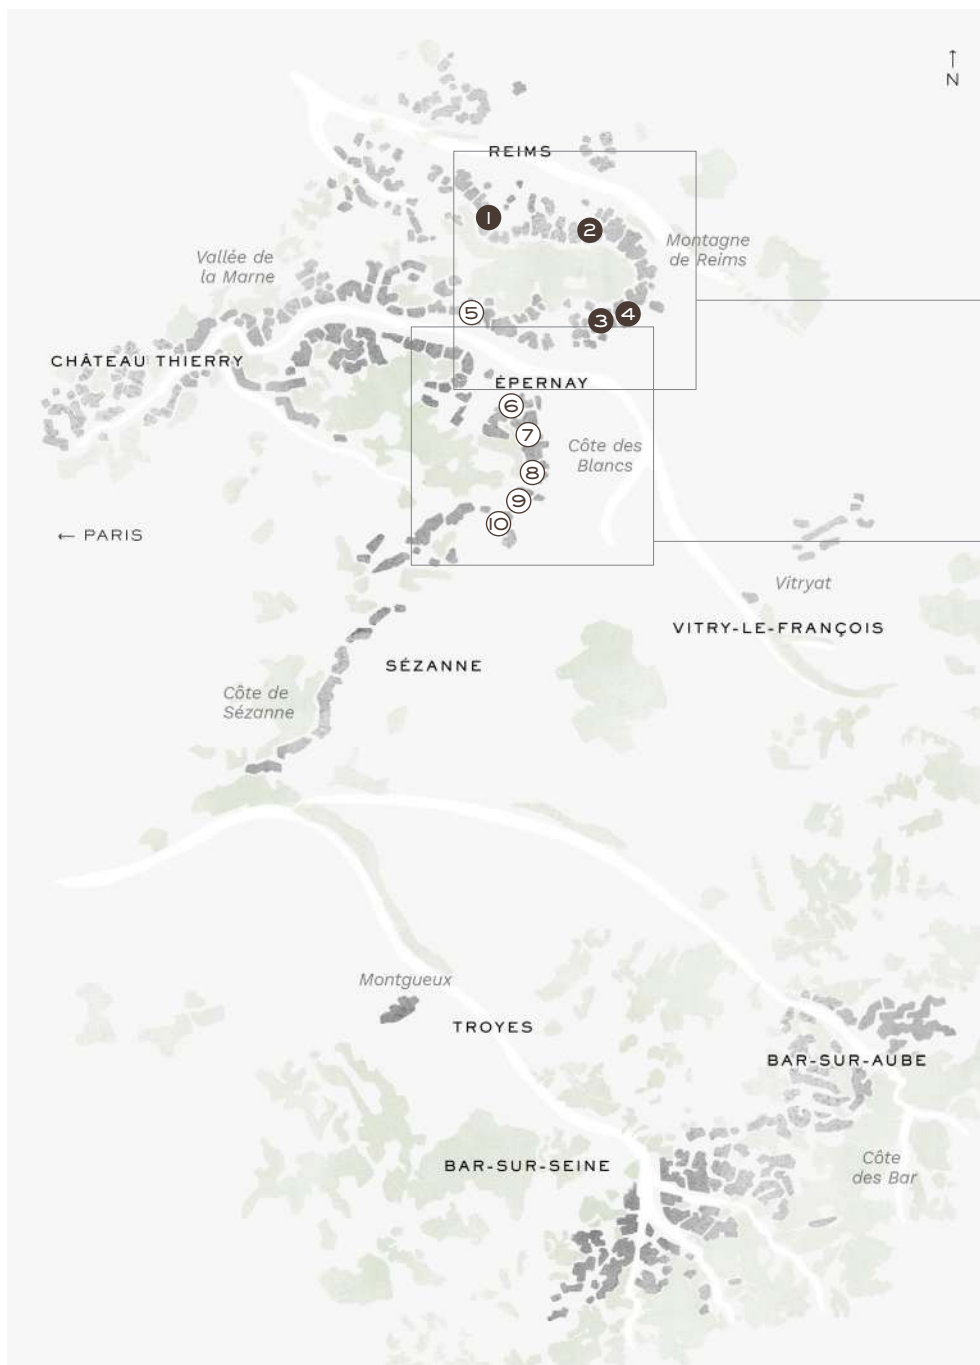 ↑
N
REIMS
1
2
Montagne
de Reims
Vallée de
la Marne
5
3
4
CHÂTEAU THIERRY
ÉPERNAY
6
7
Côte des
Blancs
8
9
10
← PARIS
Vitryat
VITRY-LE-FRANÇOIS
SÉZANNE
Côte de
Sézanne
Montgueux
TROYES
BAR-SUR-AUBE
Côte
des Bar
BAR-SUR-SEINE